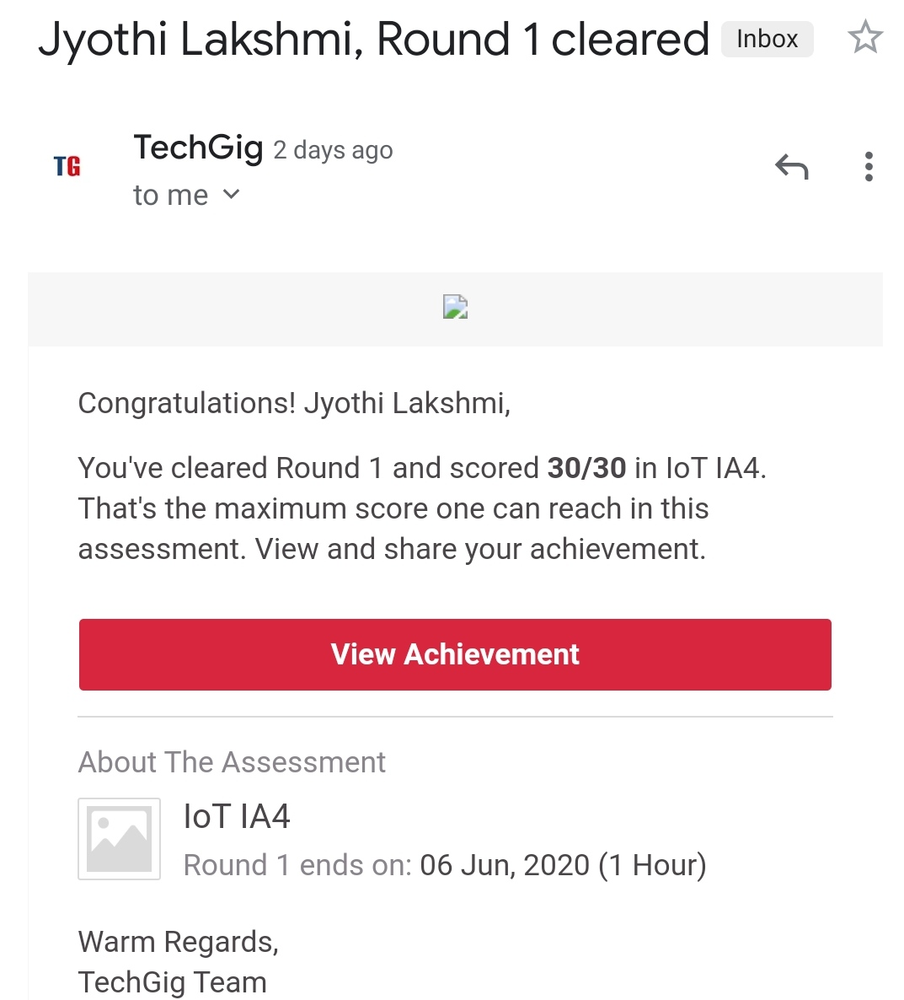 Jyothi Lakshmi, Round 1 cleared Inbox
TG
TechGig 2 days ago
to me
Congratulations! Jyothi Lakshmi,
You've cleared Round 1 and scored 30/30 in IoT IA4.
That's the maximum score one can reach in this
assessment. View and share your achievement.
View Achievement
About The Assessment
IoT IA4
Round 1 ends on: 06 Jun, 2020 (1 Hour)
Warm Regards,
TechGig Team